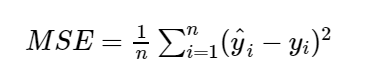 MSE = \frac{1}{n} \sum_{i=1}^{n} (\hat{y}_i - y_i)^2